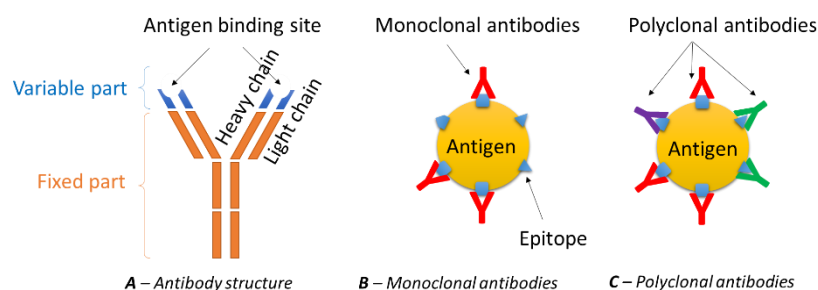 Antigen binding site
Variable part
Fixed part
Heavy chain
Light chain
A – Antibody structure
Monoclonal antibodies
Antigen
Epitope
B – Monoclonal antibodies
Polyclonal antibodies
Antigen
C – Polyclonal antibodies